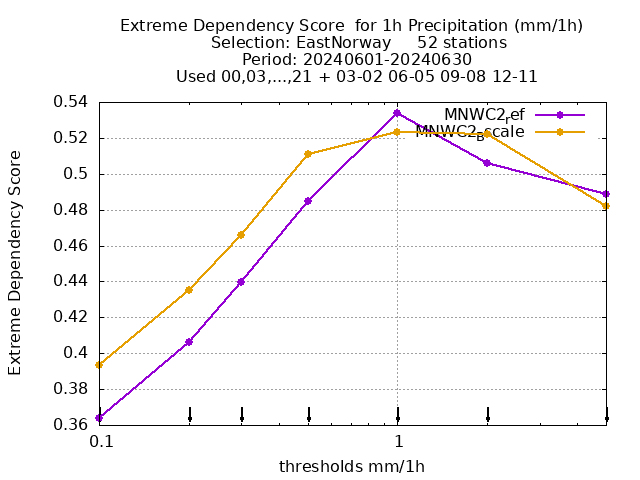 Extreme Dependency Score  for 1h Precipitation (mm/1h)
Selection: EastNorway     52 stations
Period: 20240601-20240630
Used 00,03,...,21 + 03-02 06-05 09-08 12-11
MNWC2ref
MNWC2Bscale
0.54
0.52
0.5
0.48
0.46
0.44
0.42
0.4
0.38
0.36
Extreme Dependency Score
0.1
1
thresholds mm/1h